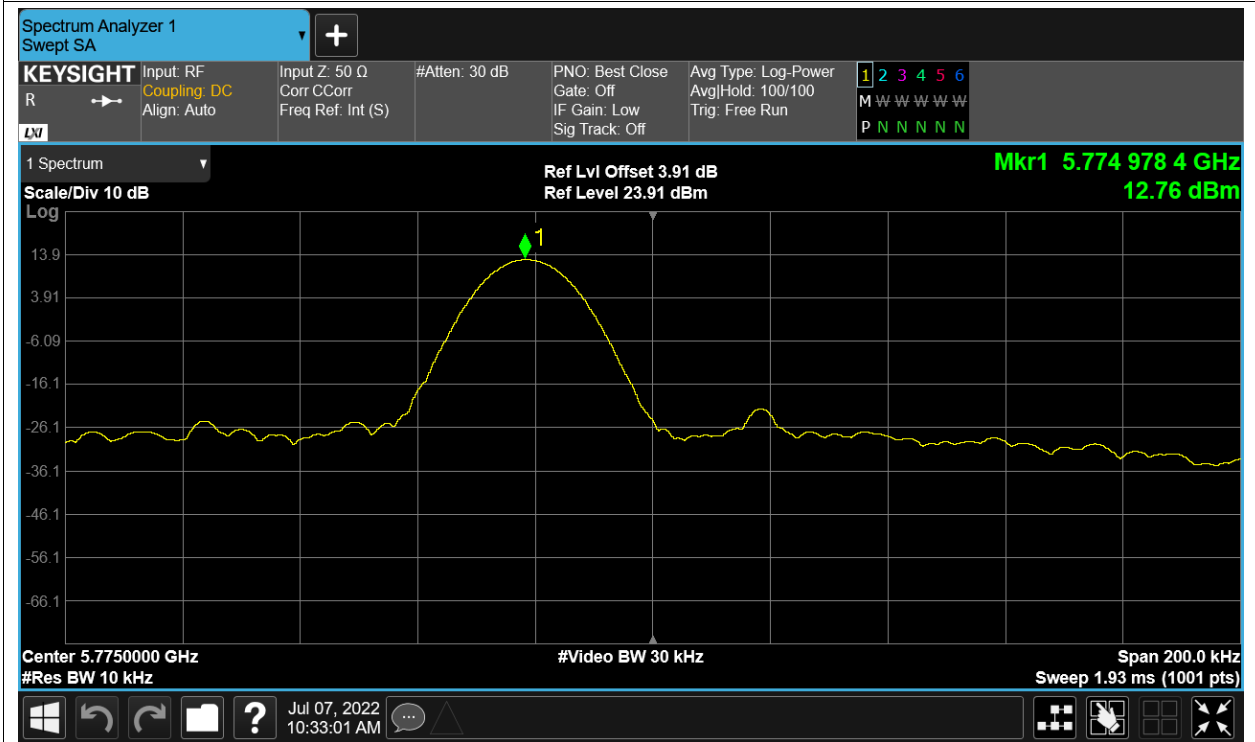 Spectrum Analyzer 1
Swept SA
+
KEYSIGHT
R
LXI
Input: RF
Coupling: DC
Align: Auto
Input Z: 50 Ω
Corr CCorr
Freq Ref: Int (S)
#Atten: 30 dB
PNO: Best Close
Gate: Off
IF Gain: Low
Sig Track: Off
Avg Type: Log-Power
Avg|Hold: 100/100
Trig: Free Run
1 2 3 4 5 6
M W W W W W
P N N N N N
1 Spectrum
Scale/Div 10 dB
Log
Ref Lvl Offset 3.91 dB
Ref Level 23.91 dBm
Mkr1 5.774 978 4 GHz
12.76 dBm
1
13.9
3.91
-6.09
-16.1
-26.1
-36.1
-46.1
-56.1
-66.1
Center 5.7750000 GHz
#Res BW 10 kHz
#Video BW 30 kHz
Span 200.0 kHz
Sweep 1.93 ms (1001 pts)
?
Jul 07, 2022
10:33:01 AM